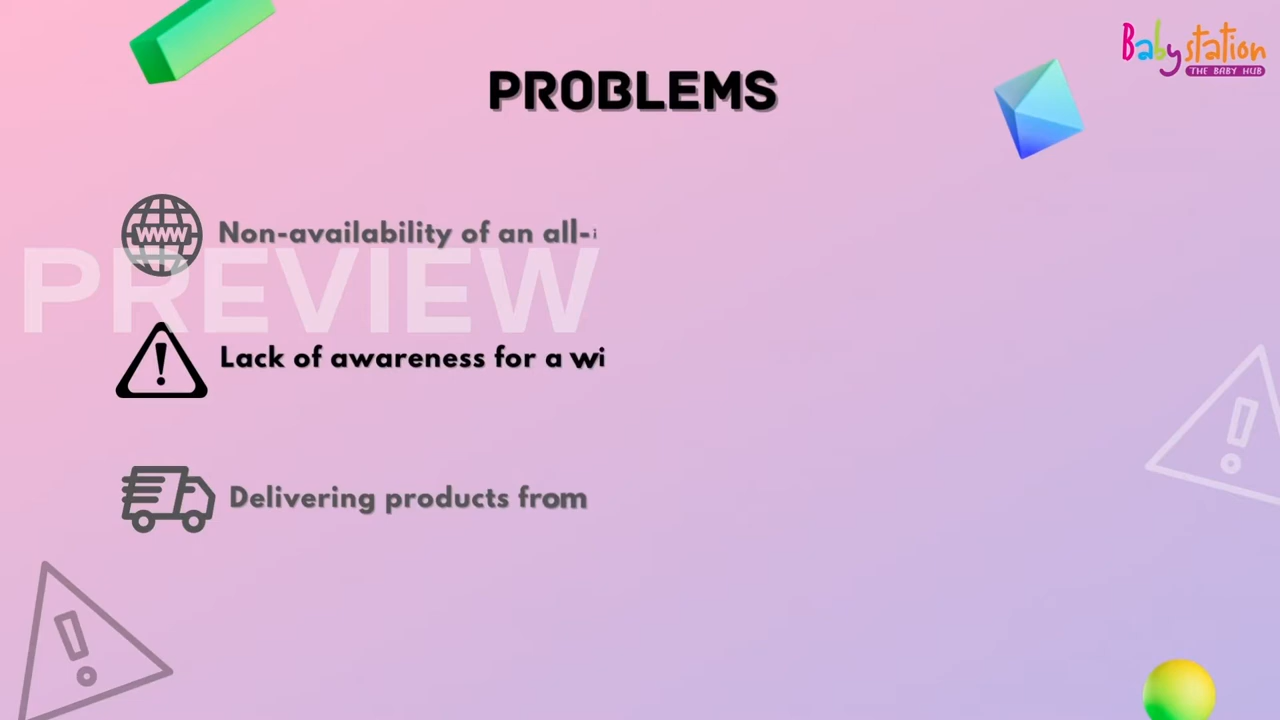 Babystation
THE BABY HUB
PROBLEMS
www
Non-availability of an all-i
PREVIEW
Lack of awareness for a wi
Delivering products from